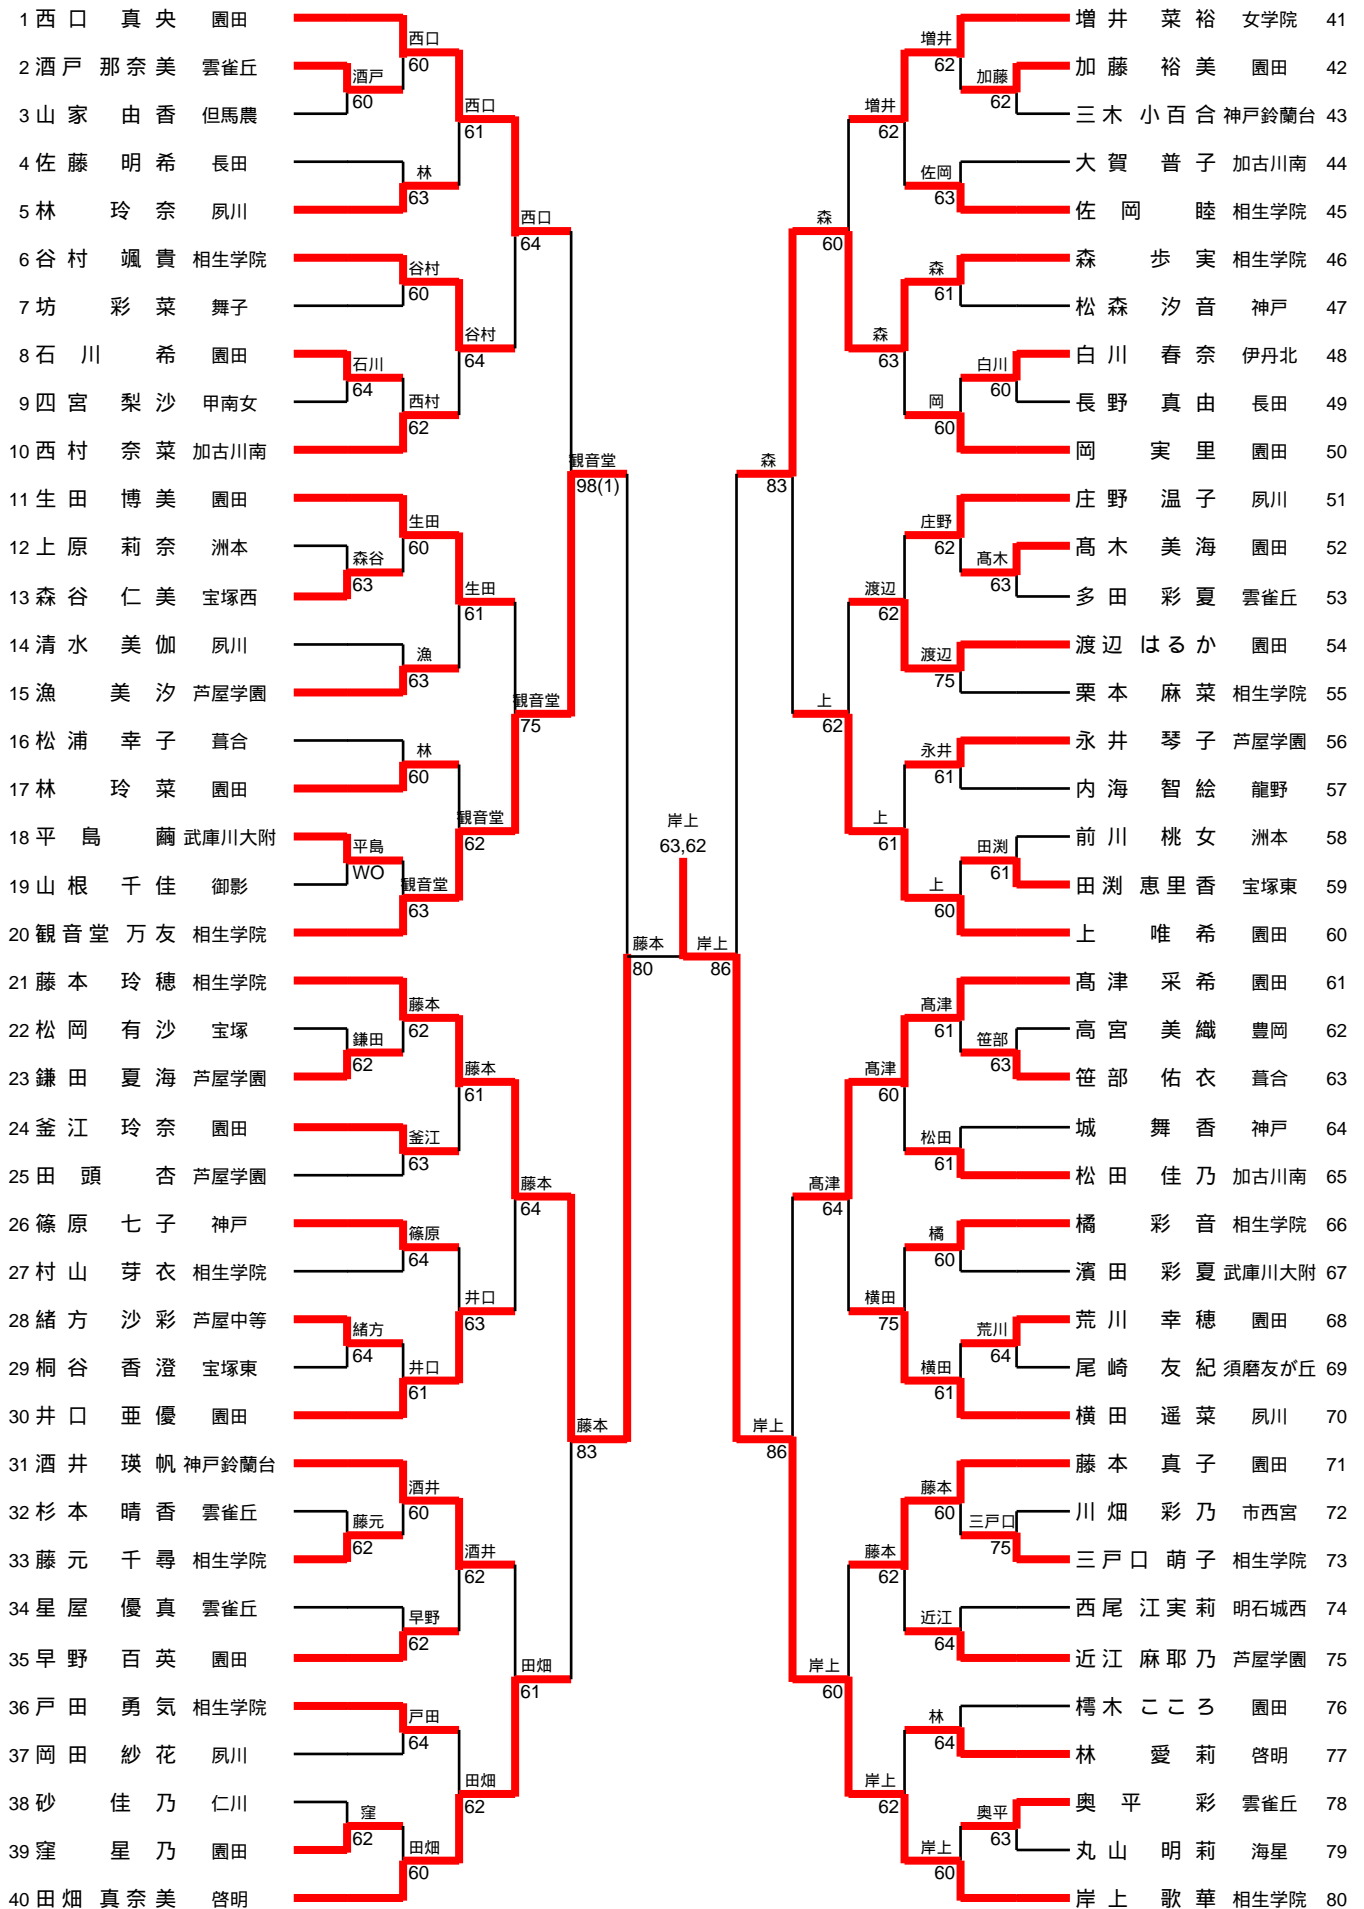 1 西口 真央 園田
2 酒戸 那奈美 雲雀丘
3 山家 由香 但馬農
4 佐藤 明希 長田
5 林 玲奈 夙川
6 谷村 颯貴 相生学院
7 坊 彩菜 舞子
8 石川 希 園田
9 四宮 梨沙 甲南女
10 西村 奈菜 加古川南
11 生田 博美 園田
12 上原 莉奈 洲本
13 森谷 仁美 宝塚西
14 清水 美伽 夙川
15 漁 美汐 芦屋学園
16 松浦 幸子 葺合
17 林 玲菜 園田
18 平島 繭 武庫川大附
19 山根 千佳 御影
20 観音堂 万友 相生学院
21 藤本 玲穂 相生学院
22 松岡 有沙 宝塚
23 鎌田 夏海 芦屋学園
24 釜江 玲奈 園田
25 田頭 杏 芦屋学園
26 篠原 七子 神戸
27 村山 芽衣 相生学院
28 緒方 沙彩 芦屋中等
29 桐谷 香澄 宝塚東
30 井口 亜優 園田
31 酒井 瑛帆 神戸鈴蘭台
32 杉本 晴香 雲雀丘
33 藤元 千尋 相生学院
34 星屋 優真 雲雀丘
35 早野 百英 園田
36 戸田 勇気 相生学院
37 岡田 紗花 夙川
38 砂 佳乃 仁川
39 窪 星乃 園田
40 田畑 真奈美 啓明
酒戸
60
石川
64
森谷
63
平島
WO
鎌田
62
緒方
64
藤元
62
窪
62
西口
60
林
63
谷村
60
西村
62
生田
60
漁
63
林
60
観音堂
63
藤本
62
釜江
63
篠原
64
井口
61
酒井
60
早野
62
戸田
64
田畑
60
西口
61
谷村
64
生田
61
観音堂
62
藤本
61
井口
63
酒井
62
田畑
62
西口
64
観音堂
75
藤本
64
田畑
61
観音堂
98(1)
藤本
83
藤本
80
岸上
63,62
岸上
86
森
83
岸上
86
森
60
上
62
髙津
64
岸上
60
増井
62
森
63
渡辺
62
上
61
髙津
60
横田
75
藤本
62
岸上
62
増井
62
佐岡
63
森
61
岡
60
庄野
62
渡辺
75
永井
61
上
60
髙津
61
松田
61
橘
60
横田
61
藤本
60
近江
64
林
64
岸上
60
加藤
62
白川
60
髙木
63
田渕
61
笹部
63
荒川
64
三戸口
75
奥平
63
増井 菜裕 女学院 41
加藤 裕美 園田 42
三木 小百合 神戸鈴蘭台 43
大賀 普子 加古川南 44
佐岡 睦 相生学院 45
森 歩実 相生学院 46
松森 汐音 神戸 47
白川 春奈 伊丹北 48
長野 真由 長田 49
岡 実里 園田 50
庄野 温子 夙川 51
髙木 美海 園田 52
多田 彩夏 雲雀丘 53
渡辺 はるか 園田 54
栗本 麻菜 相生学院 55
永井 琴子 芦屋学園 56
内海 智絵 龍野 57
前川 桃女 洲本 58
田渕 恵里香 宝塚東 59
上 唯希 園田 60
髙津 采希 園田 61
高宮 美織 豊岡 62
笹部 佑衣 葺合 63
城 舞香 神戸 64
松田 佳乃 加古川南 65
橘 彩音 相生学院 66
濱田 彩夏 武庫川大附 67
荒川 幸穂 園田 68
尾崎 友紀 須磨友が丘 69
横田 遥菜 夙川 70
藤本 真子 園田 71
川畑 彩乃 市西宮 72
三戸口 萌子 相生学院 73
西尾 江実莉 明石城西 74
近江 麻耶乃 芦屋学園 75
樗木 こころ 園田 76
林 愛莉 啓明 77
奥平 彩 雲雀丘 78
丸山 明莉 海星 79
岸上 歌華 相生学院 80